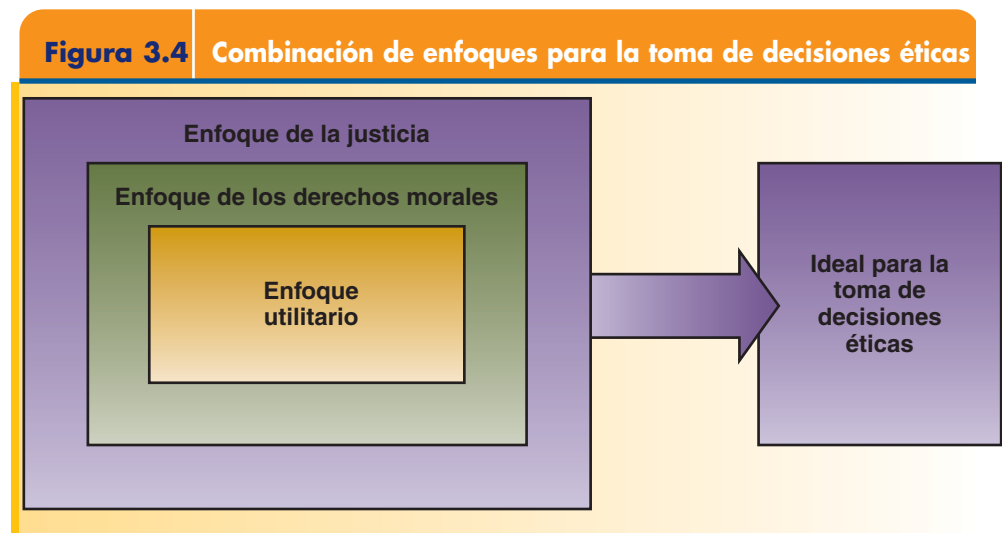 Figura 3.4 Combinación de enfoques para la toma de decisiones éticas
Enfoque de la justicia
Enfoque de los derechos morales
Enfoque
utilitario
Ideal para la
toma de
decisiones
éticas